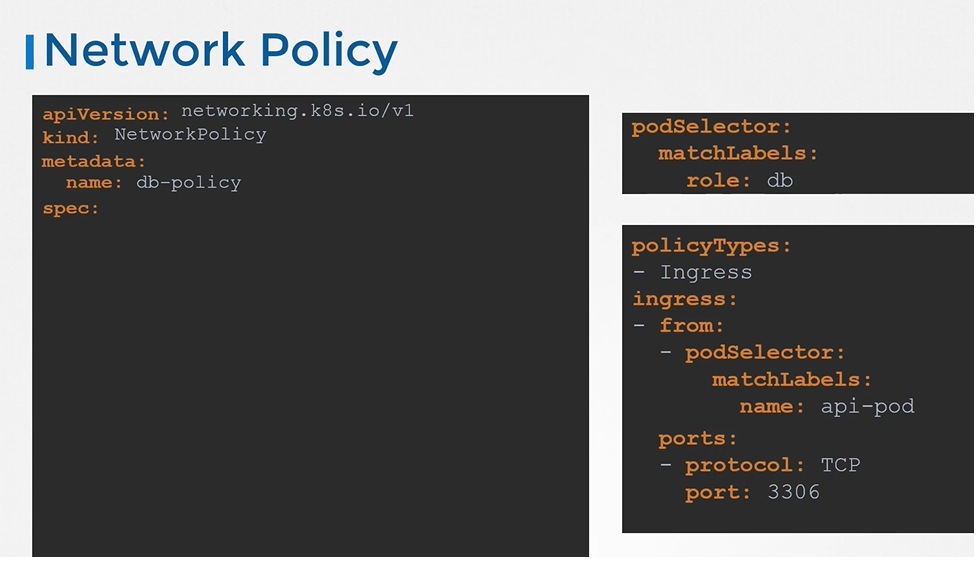 Network Policy
apiVersion: networking.k8s.io/v1
kind: NetworkPolicy
metadata:
  name: db-policy
spec:
podSelector:
  matchLabels:
    role: db
policyTypes:
- Ingress
ingress:
- from:
  - podSelector:
      matchLabels:
        name: api-pod
  ports:
  - protocol: TCP
    port: 3306